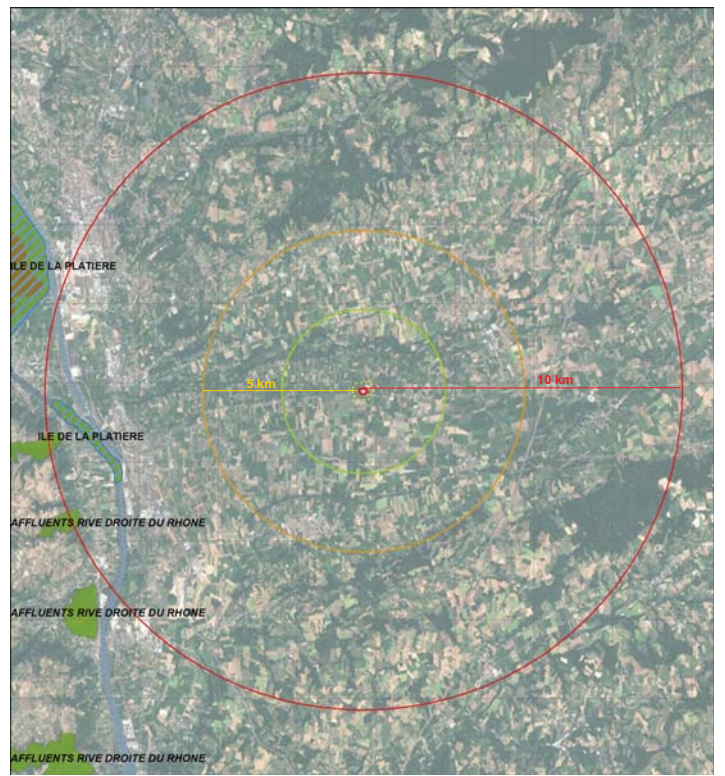 ILE DE LA PLATIERE
5 km
10 km
ILE DE LA PLATIERE
AFFLUENTS RIVE DROITE DU RHONE
AFFLUENTS RIVE DROITE DU RHONE
AFFLUENTS RIVE DROITE DU RHONE